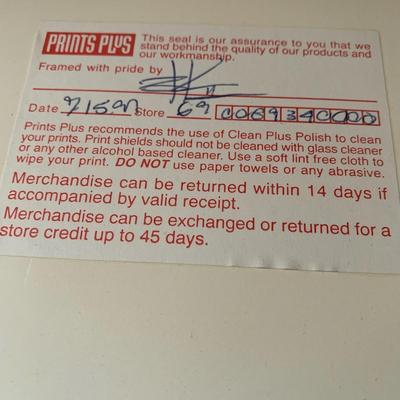 PRINTS PLUS
This seal is our assurance to you that we
stand behind the quality of our products and
our workmanship.
Framed with pride by
Date Store 69
Prints Plus recommends the use of Clean Plus Polish to clean
your prints. Print shields should not be cleaned with glass cleaner
or any other alcohol based cleaner. Use a soft lint free cloth to
wipe your print. DO NOT use paper towels or any abrasive.
Merchandise can be returned within 14 days if
accompanied by valid receipt.
Merchandise can be exchanged or returned for a
store credit up to 45 days.